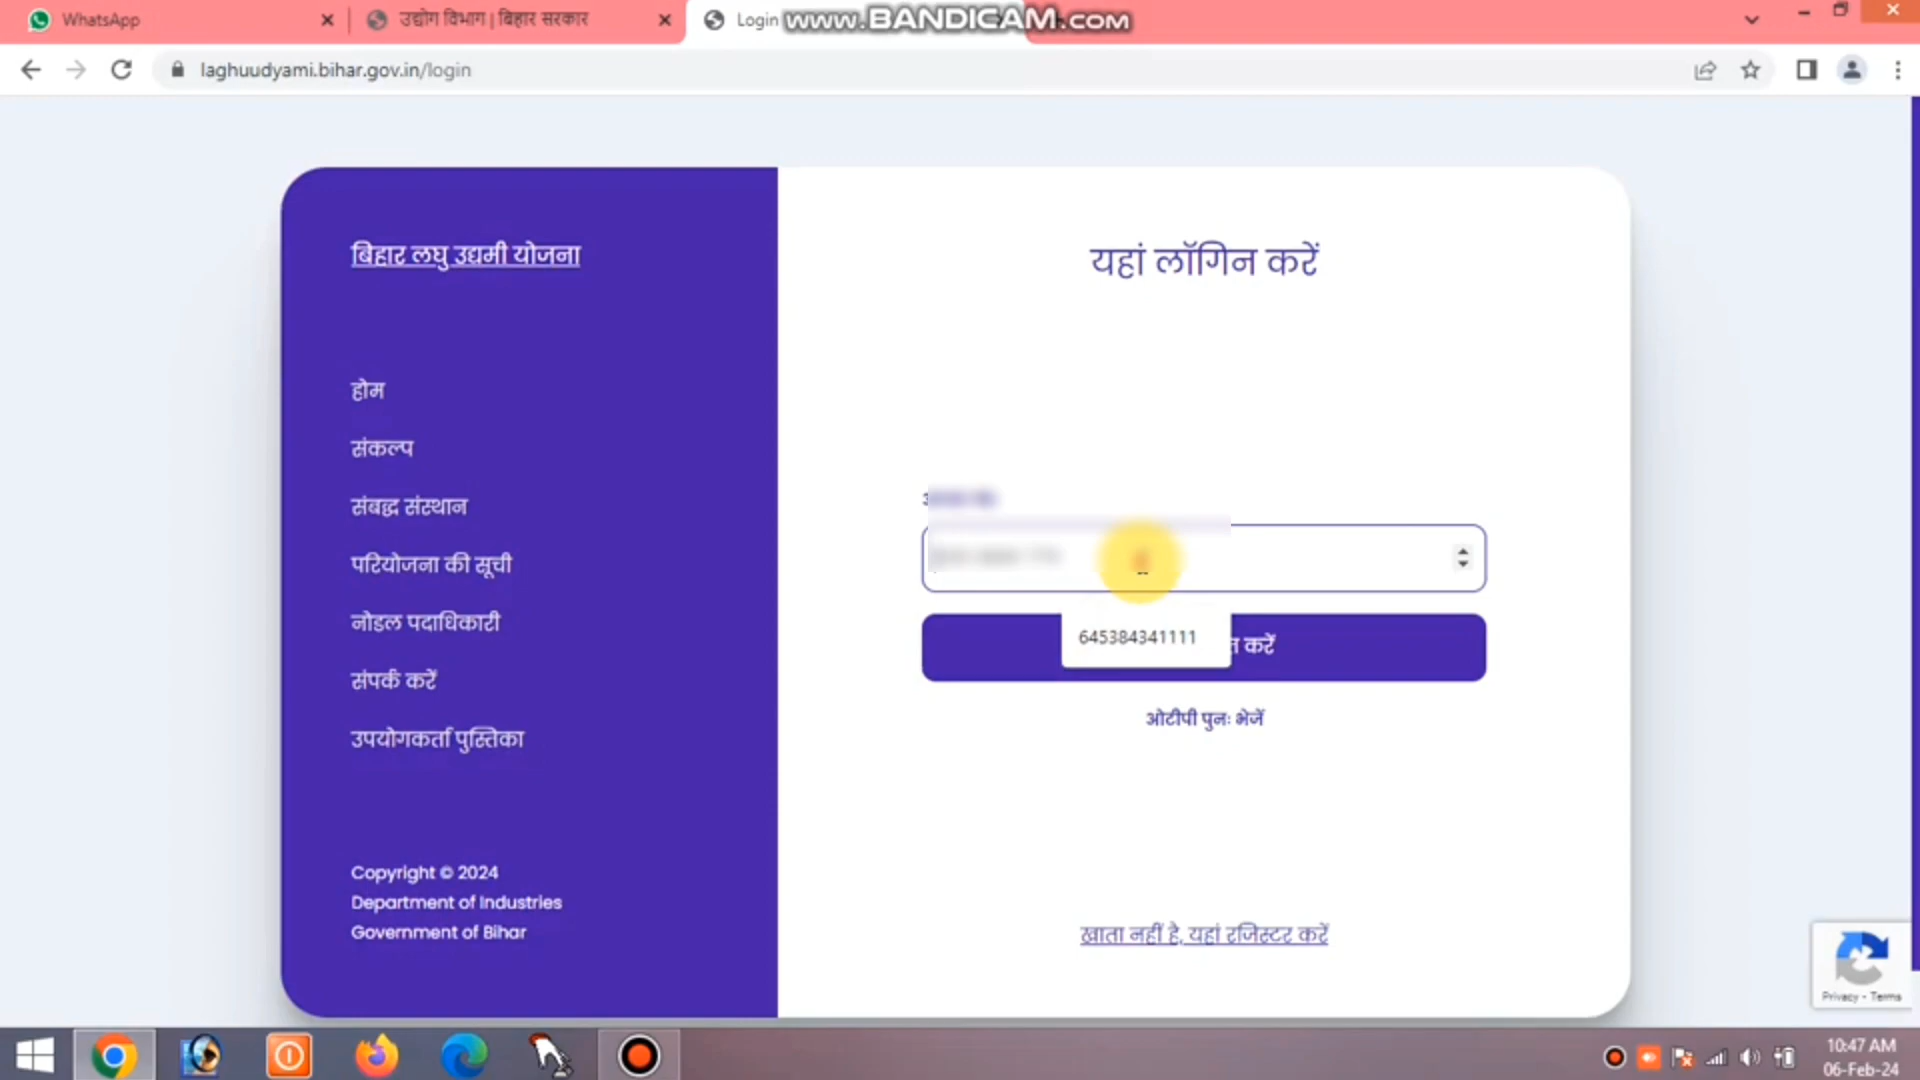 WhatsApp
उद्योग विभाग | बिहार सरकार
Login
www.BANDICAM.com
laghuudyami.bihar.gov.in/login
बिहार लघु उद्यमी योजना
होम
संकल्प
संबद्ध संस्थान
परियोजना की सूची
नोडल पदाधिकारी
संपर्क करें
उपयोगकर्ता पुस्तिका
Copyright © 2024
Department of Industries
Government of Bihar
यहां लॉगिन करें
645384341111
करें
ओटीपी पुनः भेजें
खाता नहीं है, यहां रजिस्टर करें
Privacy - Terms
10:47 AM
06-Feb-24